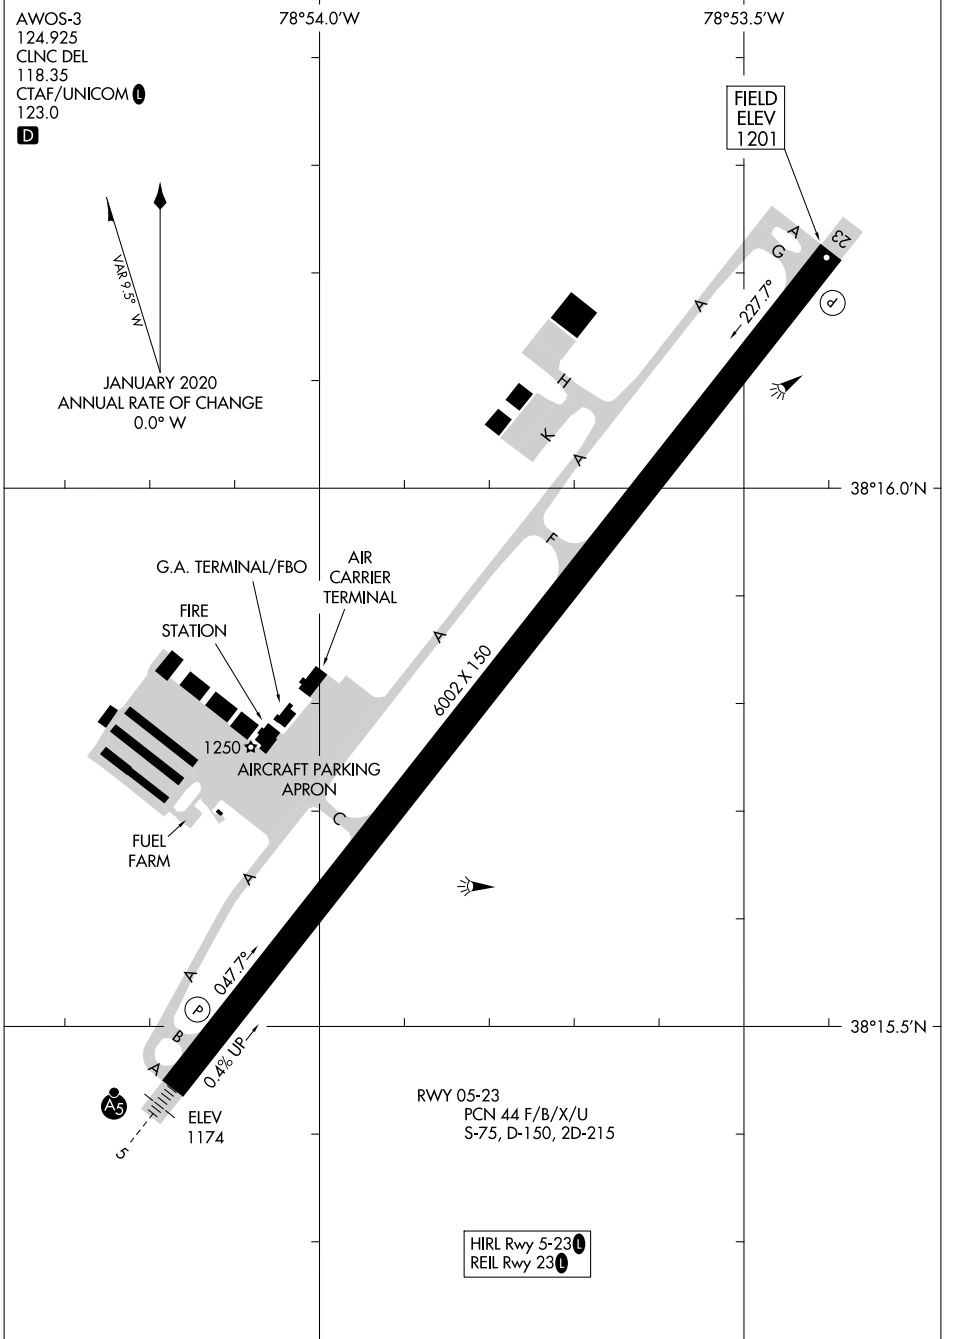 AWOS-3
124.925
CLNC DEL
118.35
CTAF/UNICOM L
123.0
D
78°54.0'W
78°53.5'W
FIELD
ELEV
1201
23
A
G
A
227.7°
P
VAR 9.5° W
JANUARY 2020
ANNUAL RATE OF CHANGE
0.0° W
H
K
A
38°16.0'N
F
G.A. TERMINAL/FBO
AIR
CARRIER
TERMINAL
FIRE
STATION
A
6002 X 150
1250
AIRCRAFT PARKING
APRON
C
FUEL
FARM
A
A
047.7°
P
B
0.4% UP
38°15.5'N
A
A5
ELEV
1174
5
RWY 05-23
PCN 44 F/B/X/U
S-75, D-150, 2D-215
HIRL Rwy 5-23 L
REIL Rwy 23 L